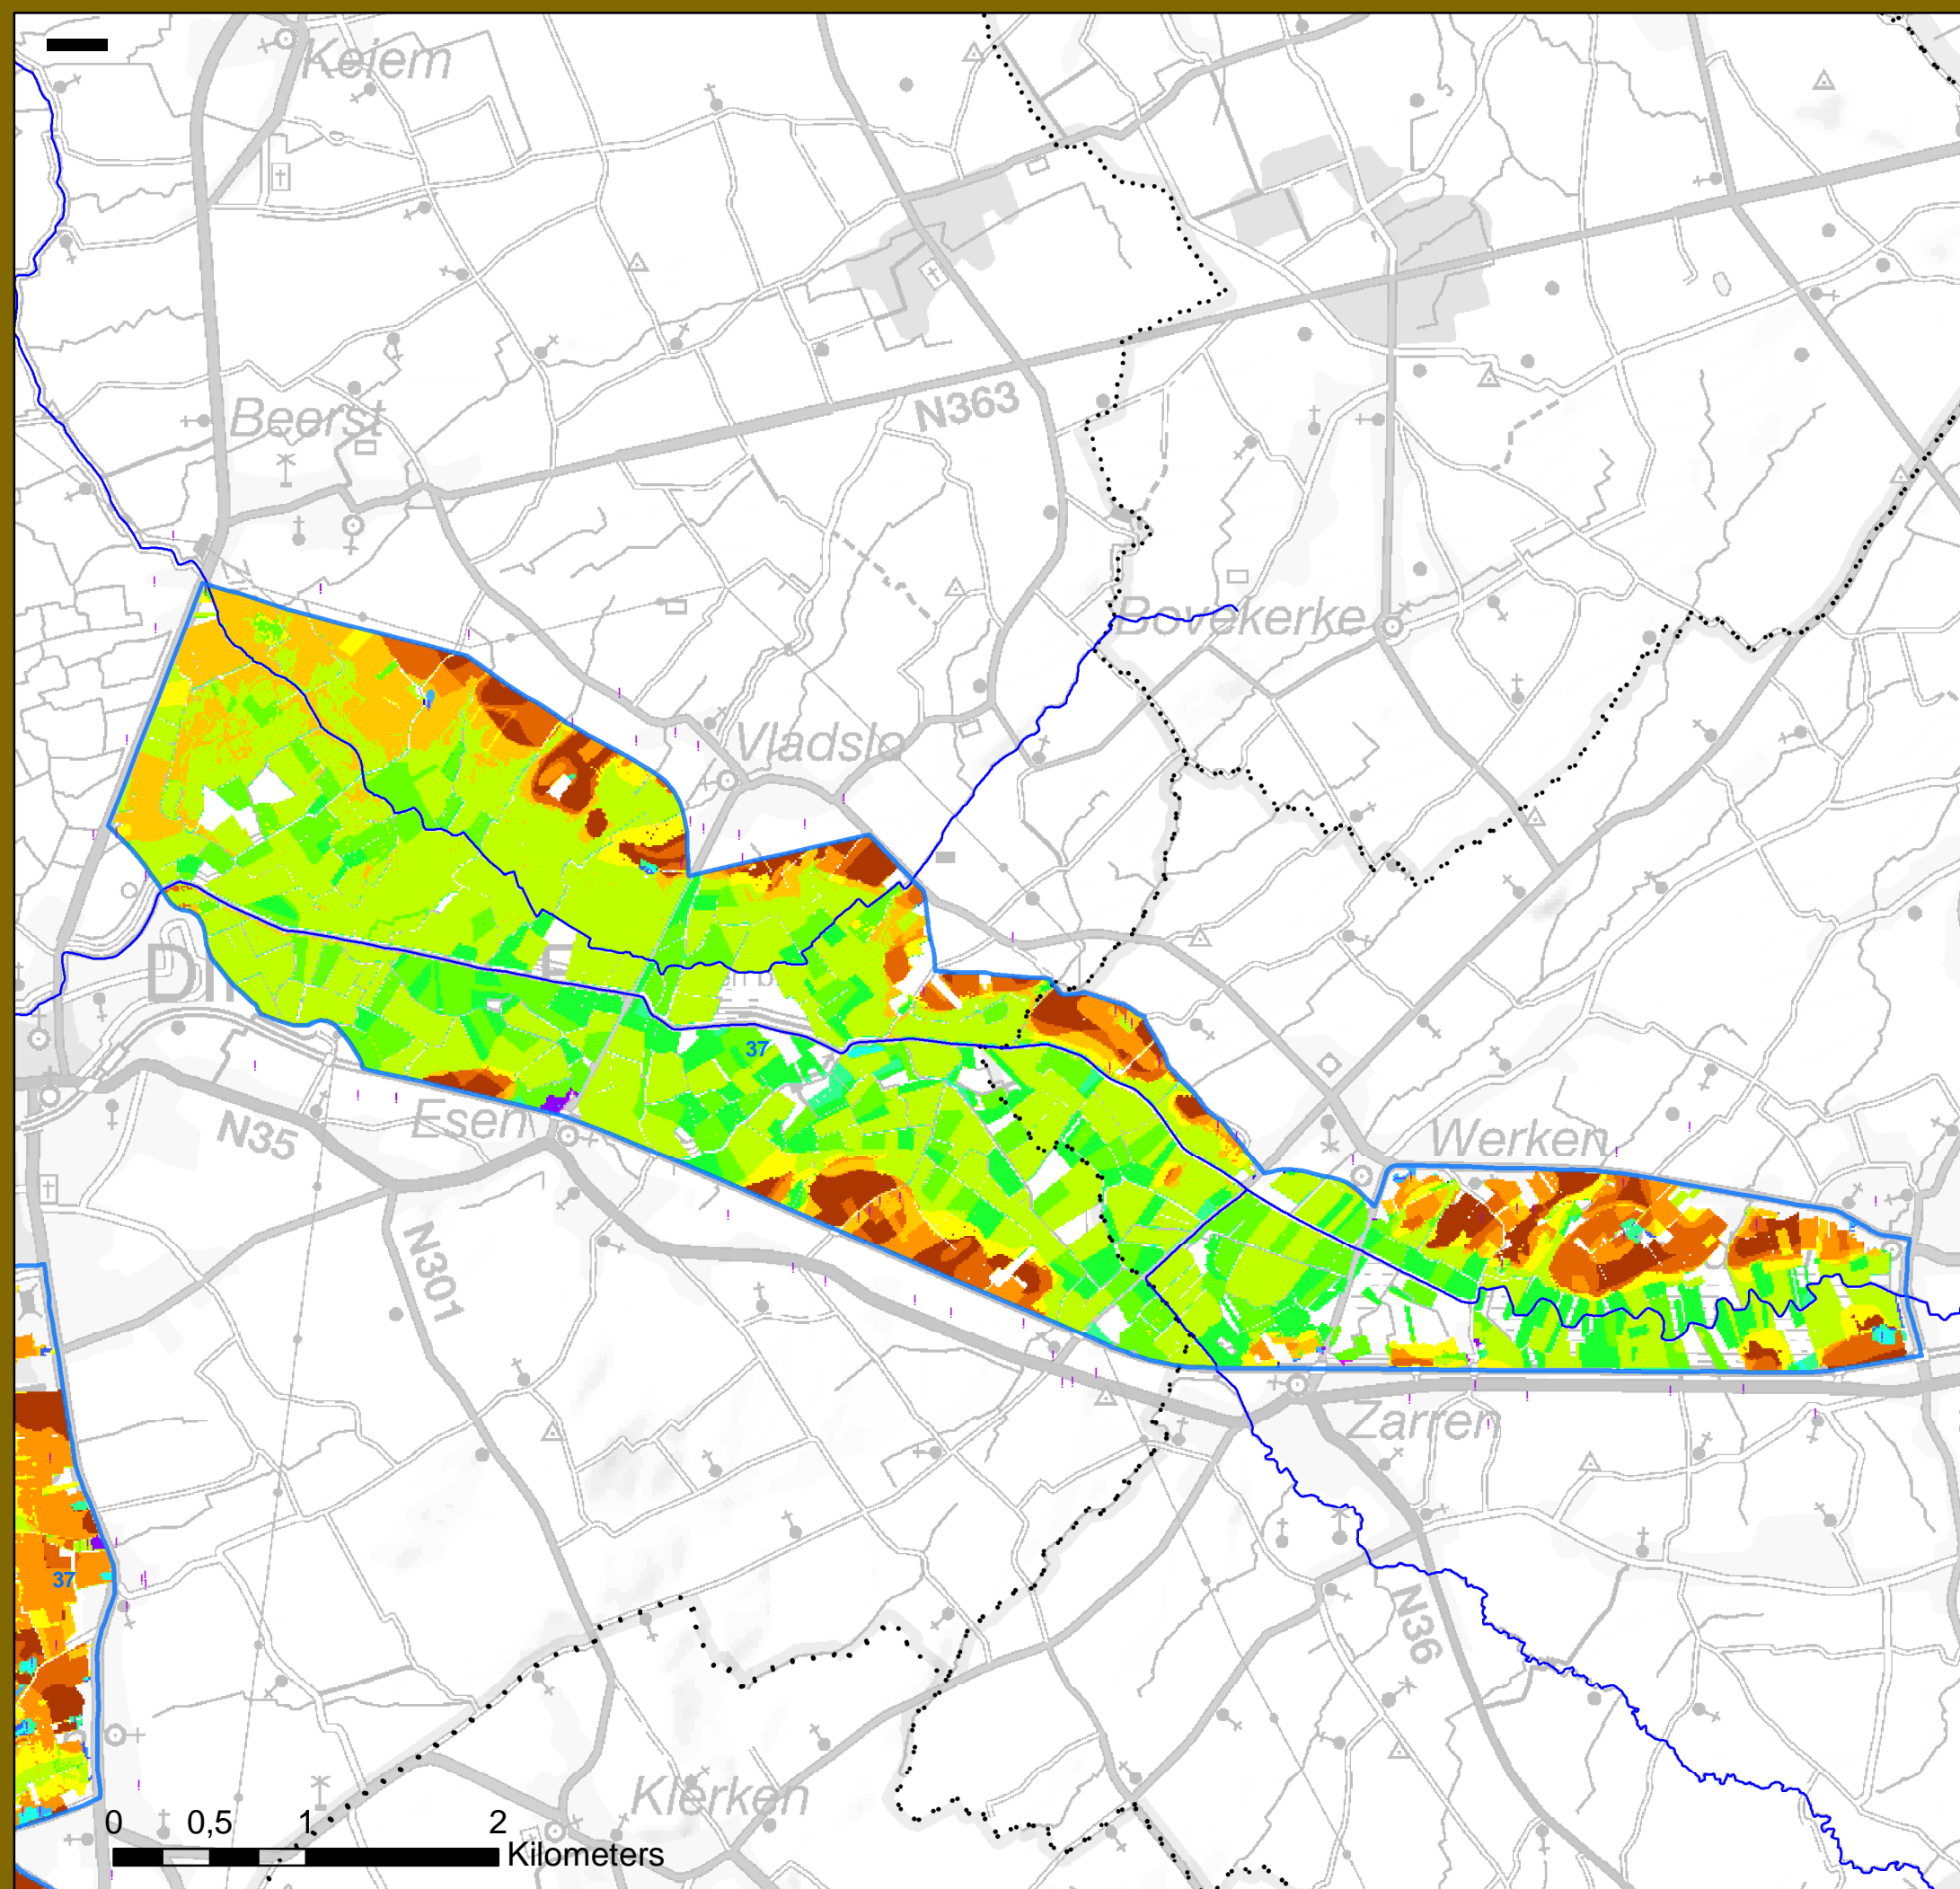 Keiem
Beerst
N363
Bovekerke
Vladslo
37
Esen
N35
Werken
N301
Zarren
37
N36
Klerken
0 0,5 1 2
Kilometers